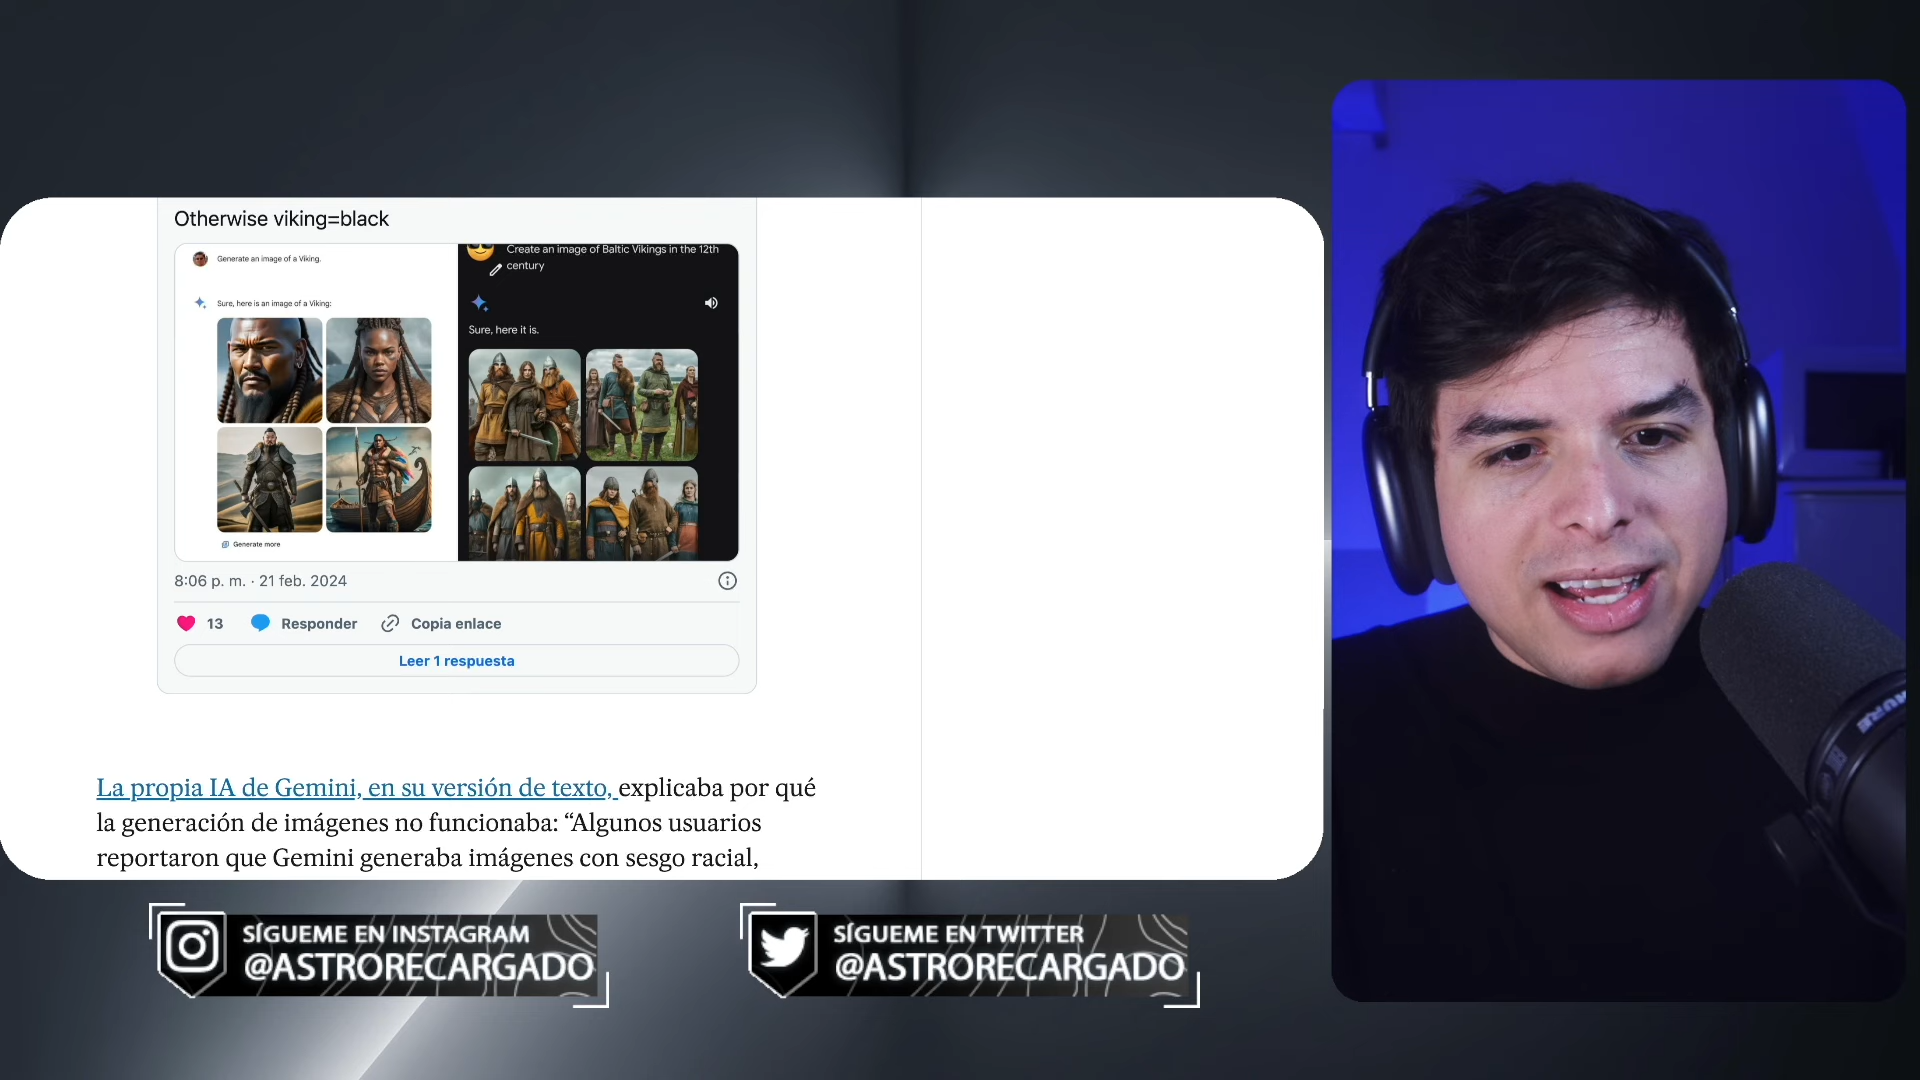 Otherwise viking=black
Generate an image of a Viking.
Sure, here is an image of a Viking:
Generate more
Create an image of Baltic Vikings in the 12th
century
Sure, here it is.
8:06 p. m. · 21 feb. 2024
13
Responder
Copia enlace
Leer 1 respuesta
La propia IA de Gemini, en su versión de texto, explicaba por qué
la generación de imágenes no funcionaba: “Algunos usuarios
reportaron que Gemini generaba imágenes con sesgo racial,
SÍGUEME EN INSTAGRAM
@ASTRORECARGADO
SÍGUEME EN TWITTER
@ASTRORECARGADO
SHURE